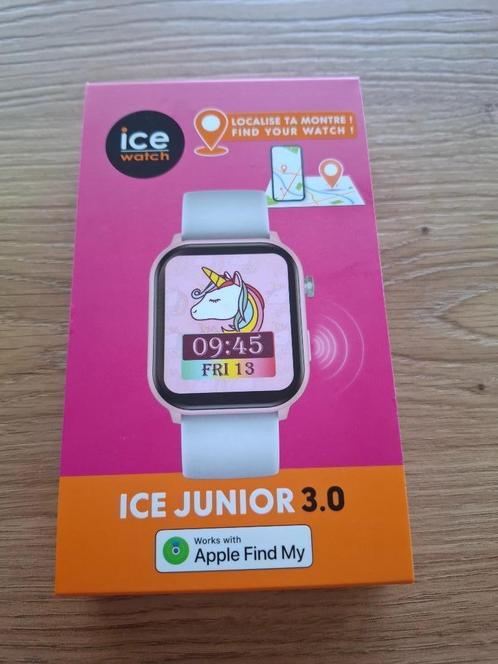 ice
watch
LOCALISE TA MONTRE !
FIND YOUR WATCH !
09:45
FRI 13
ICE JUNIOR 3.0
Works with
Apple Find My